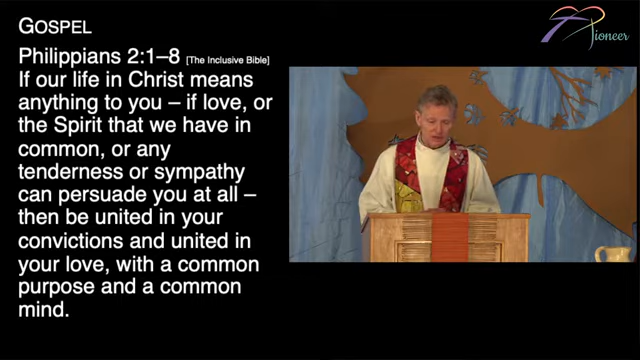 GOSPEL
Philippians 2:1–8 [The Inclusive Bible]
If our life in Christ means
anything to you – if love, or
the Spirit that we have in
common, or any
tenderness or sympathy
can persuade you at all –
then be united in your
convictions and united in
your love, with a common
purpose and a common
mind.
Pioneer